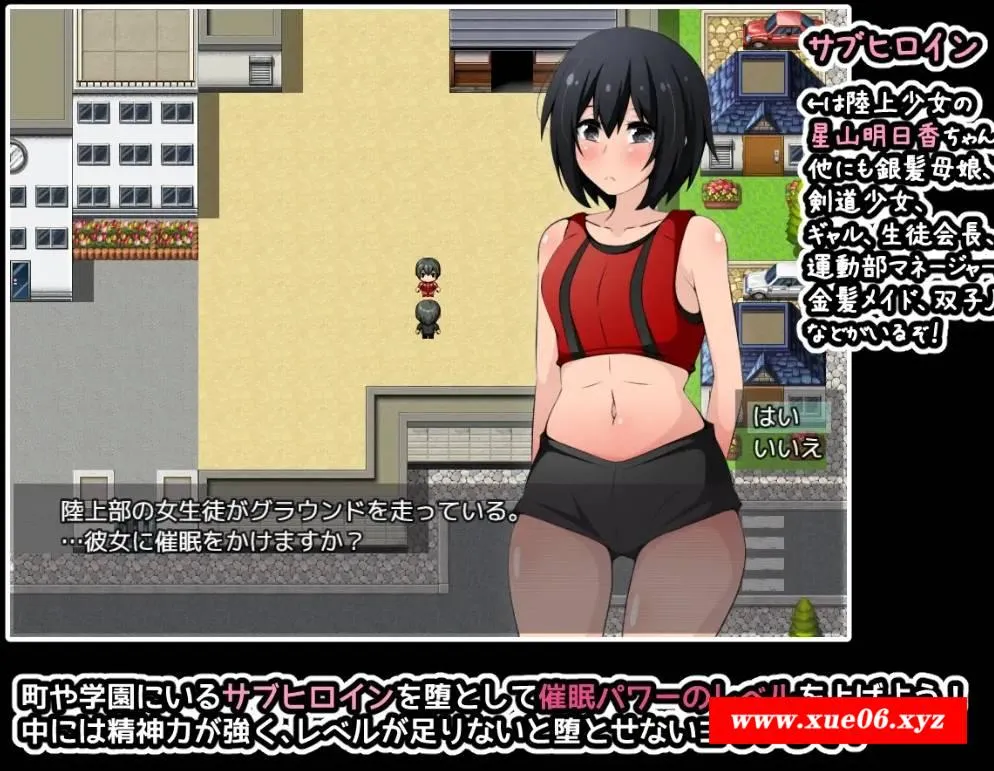 サブヒロイン
←は陸上少女の
星山明日香ちゃん
他にも銀髪母娘、
剣道少女、
ギャル、生徒会長、
運動部マネージャー
金髪メイド、双子
などがいるぞ!
はい
いいえ
陸上部の女生徒がグラウンドを走っている。
…彼女に催眠をかけますか?
町や学園にいるサブヒロインを堕として催眠パワーのレベルを上げよう!
中には精神力が強く、レベルが足りないと堕とせない
www.xue06.xyz